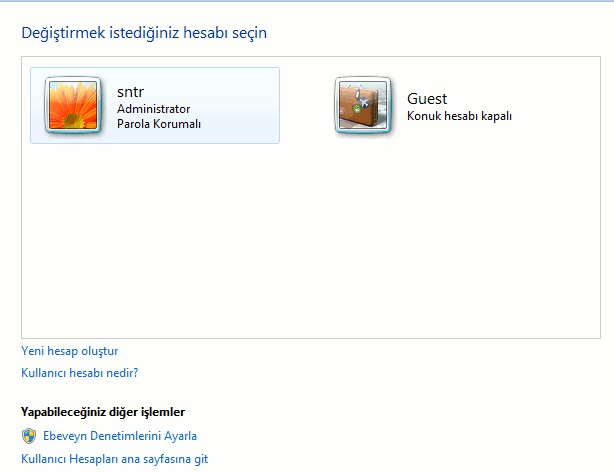 Değiştirmek istediğiniz hesabı seçin
sntr
Administrator
Parola Korumalı
Guest
Konuk hesabı kapalı
Yeni hesap oluştur
Kullanıcı hesabı nedir?
Yapabileceğiniz diğer işlemler
Ebeveyn Denetimlerini Ayarla
Kullanıcı Hesapları ana sayfasına git